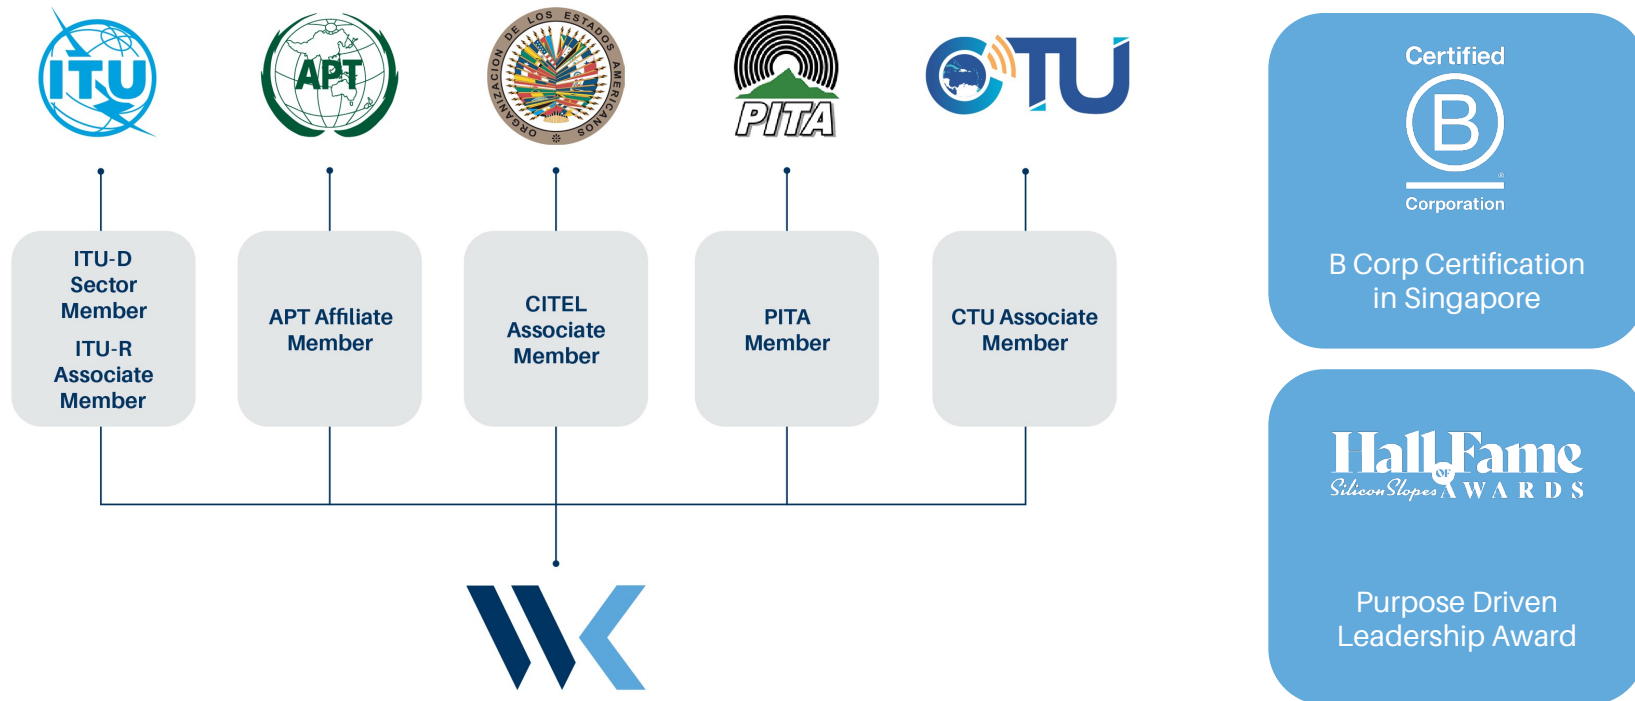 ITU
APT
ORGANIZACION DE LOS ESTADOS AMERICANOS
PITA
CTU
ITU-D
Sector
Member
ITU-R
Associate
Member
APT Affiliate
Member
CITEL
Associate
Member
PITA
Member
CTU Associate
Member
WK
Certified
B
®
Corporation
B Corp Certification
in Singapore
Hall OF Fame
Silicon Slopes AWARDS
Purpose Driven
Leadership Award